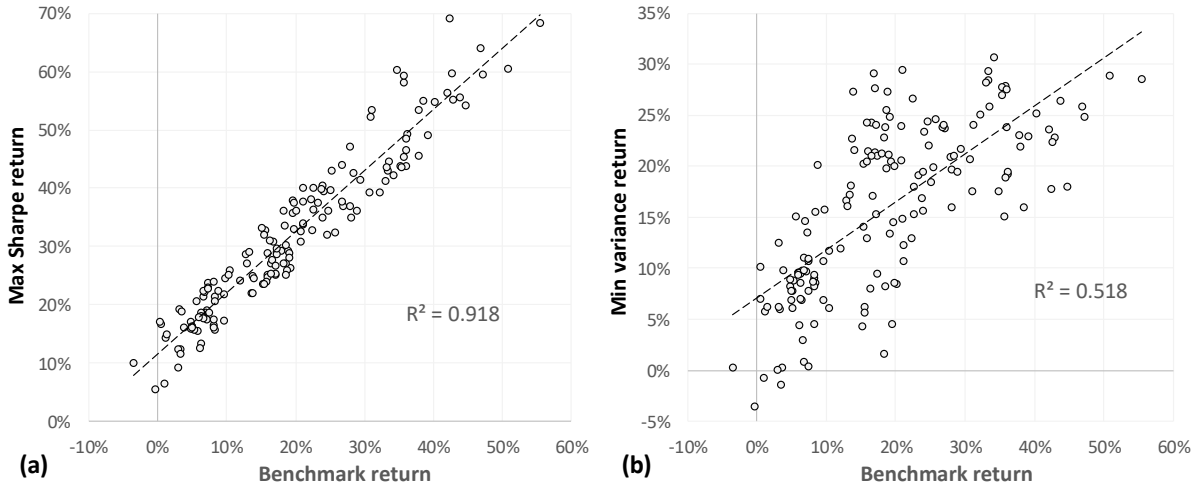 70%
60%
50%
40%
30%
20%
10%
0%
-10% 0% 10% 20% 30% 40% 50% 60%
Max Sharpe return
R² = 0.918
(a)
Benchmark return
35%
30%
25%
20%
15%
10%
5%
0%
-5%
-10% 0% 10% 20% 30% 40% 50% 60%
Min variance return
R² = 0.518
(b)
Benchmark return